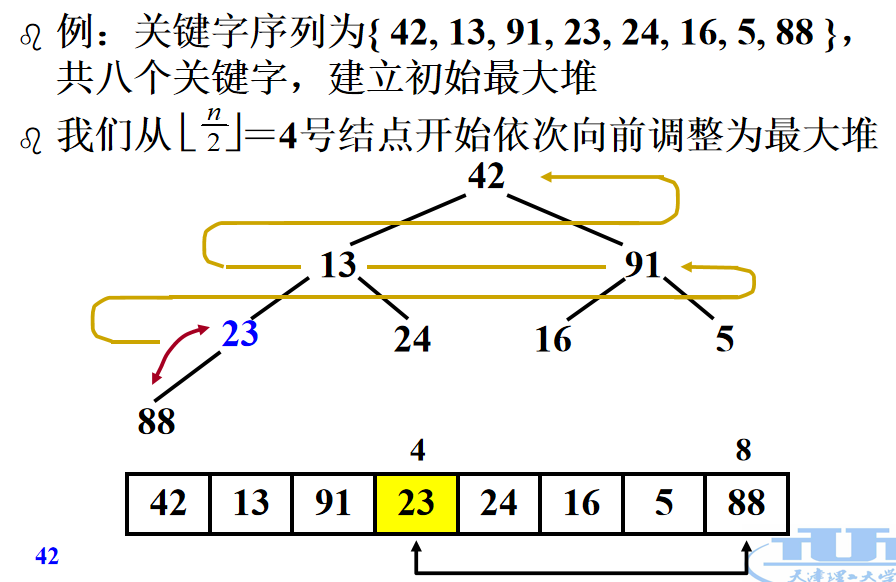 例：关键字序列为{ 42, 13, 91, 23, 24, 16, 5, 88 }，
共八个关键字，建立初始最大堆
我们从⌊n/2⌋=4号结点开始依次向前调整为最大堆
42
13 91
23 24 16 5
88
4 8
42 13 91 23 24 16 5 88
42
天津理工大学